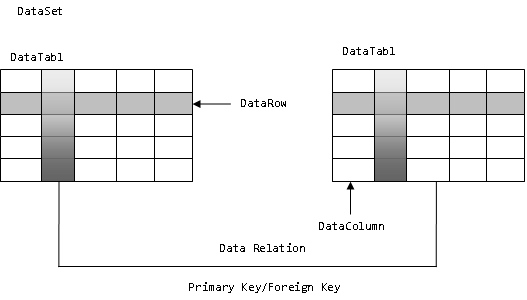 DataSet
DataTabl
DataTabl
DataRow
DataColumn
Data Relation
Primary Key/Foreign Key